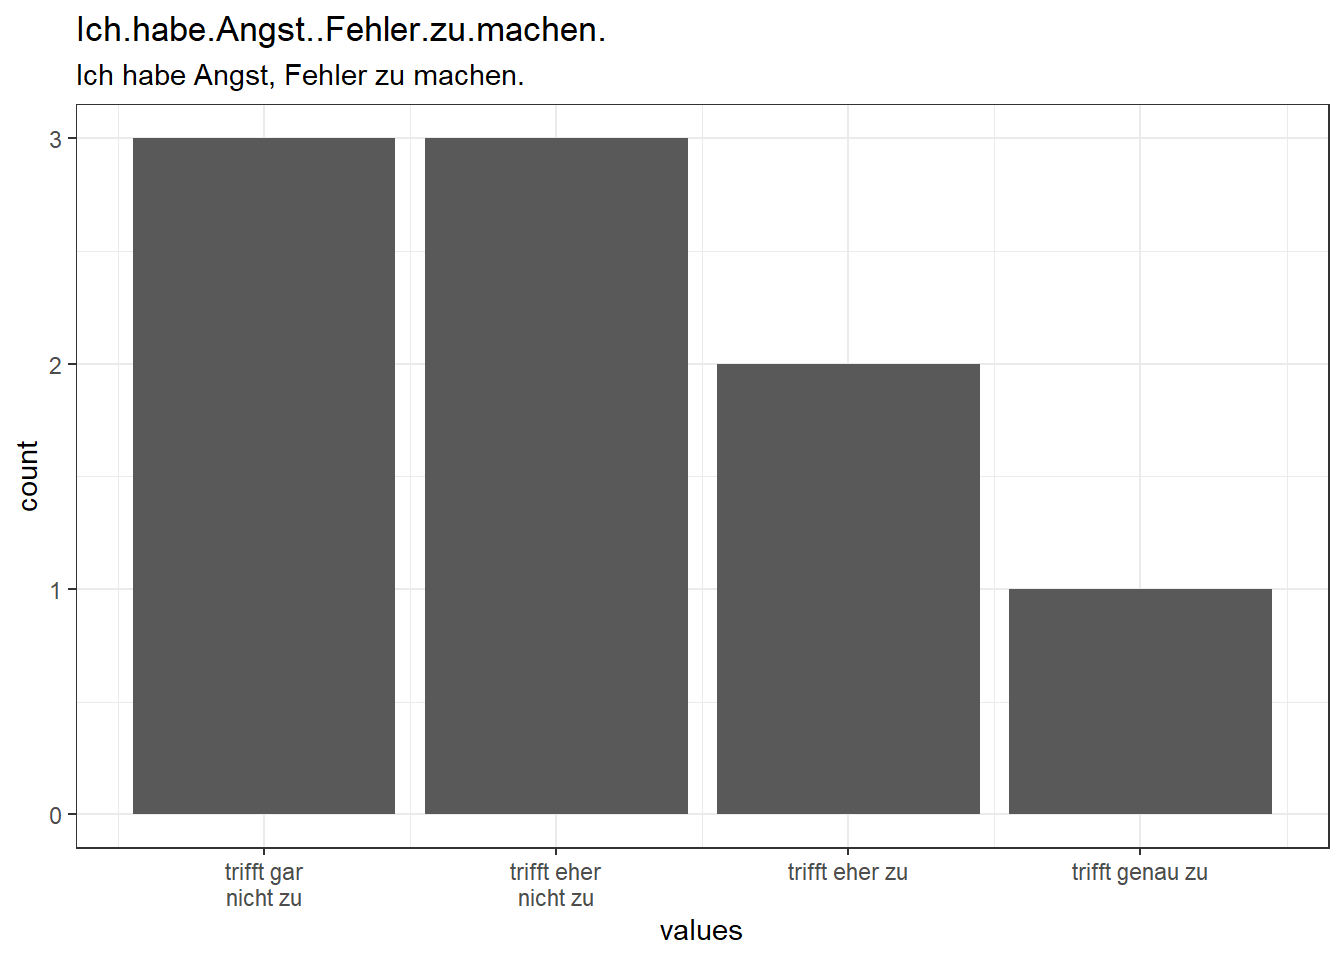 Ich.habe.Angst..Fehler.zu.machen.
Ich habe Angst, Fehler zu machen.
3
2
1
0
count
trifft gar
nicht zu
trifft eher
nicht zu
trifft eher zu
trifft genau zu
values